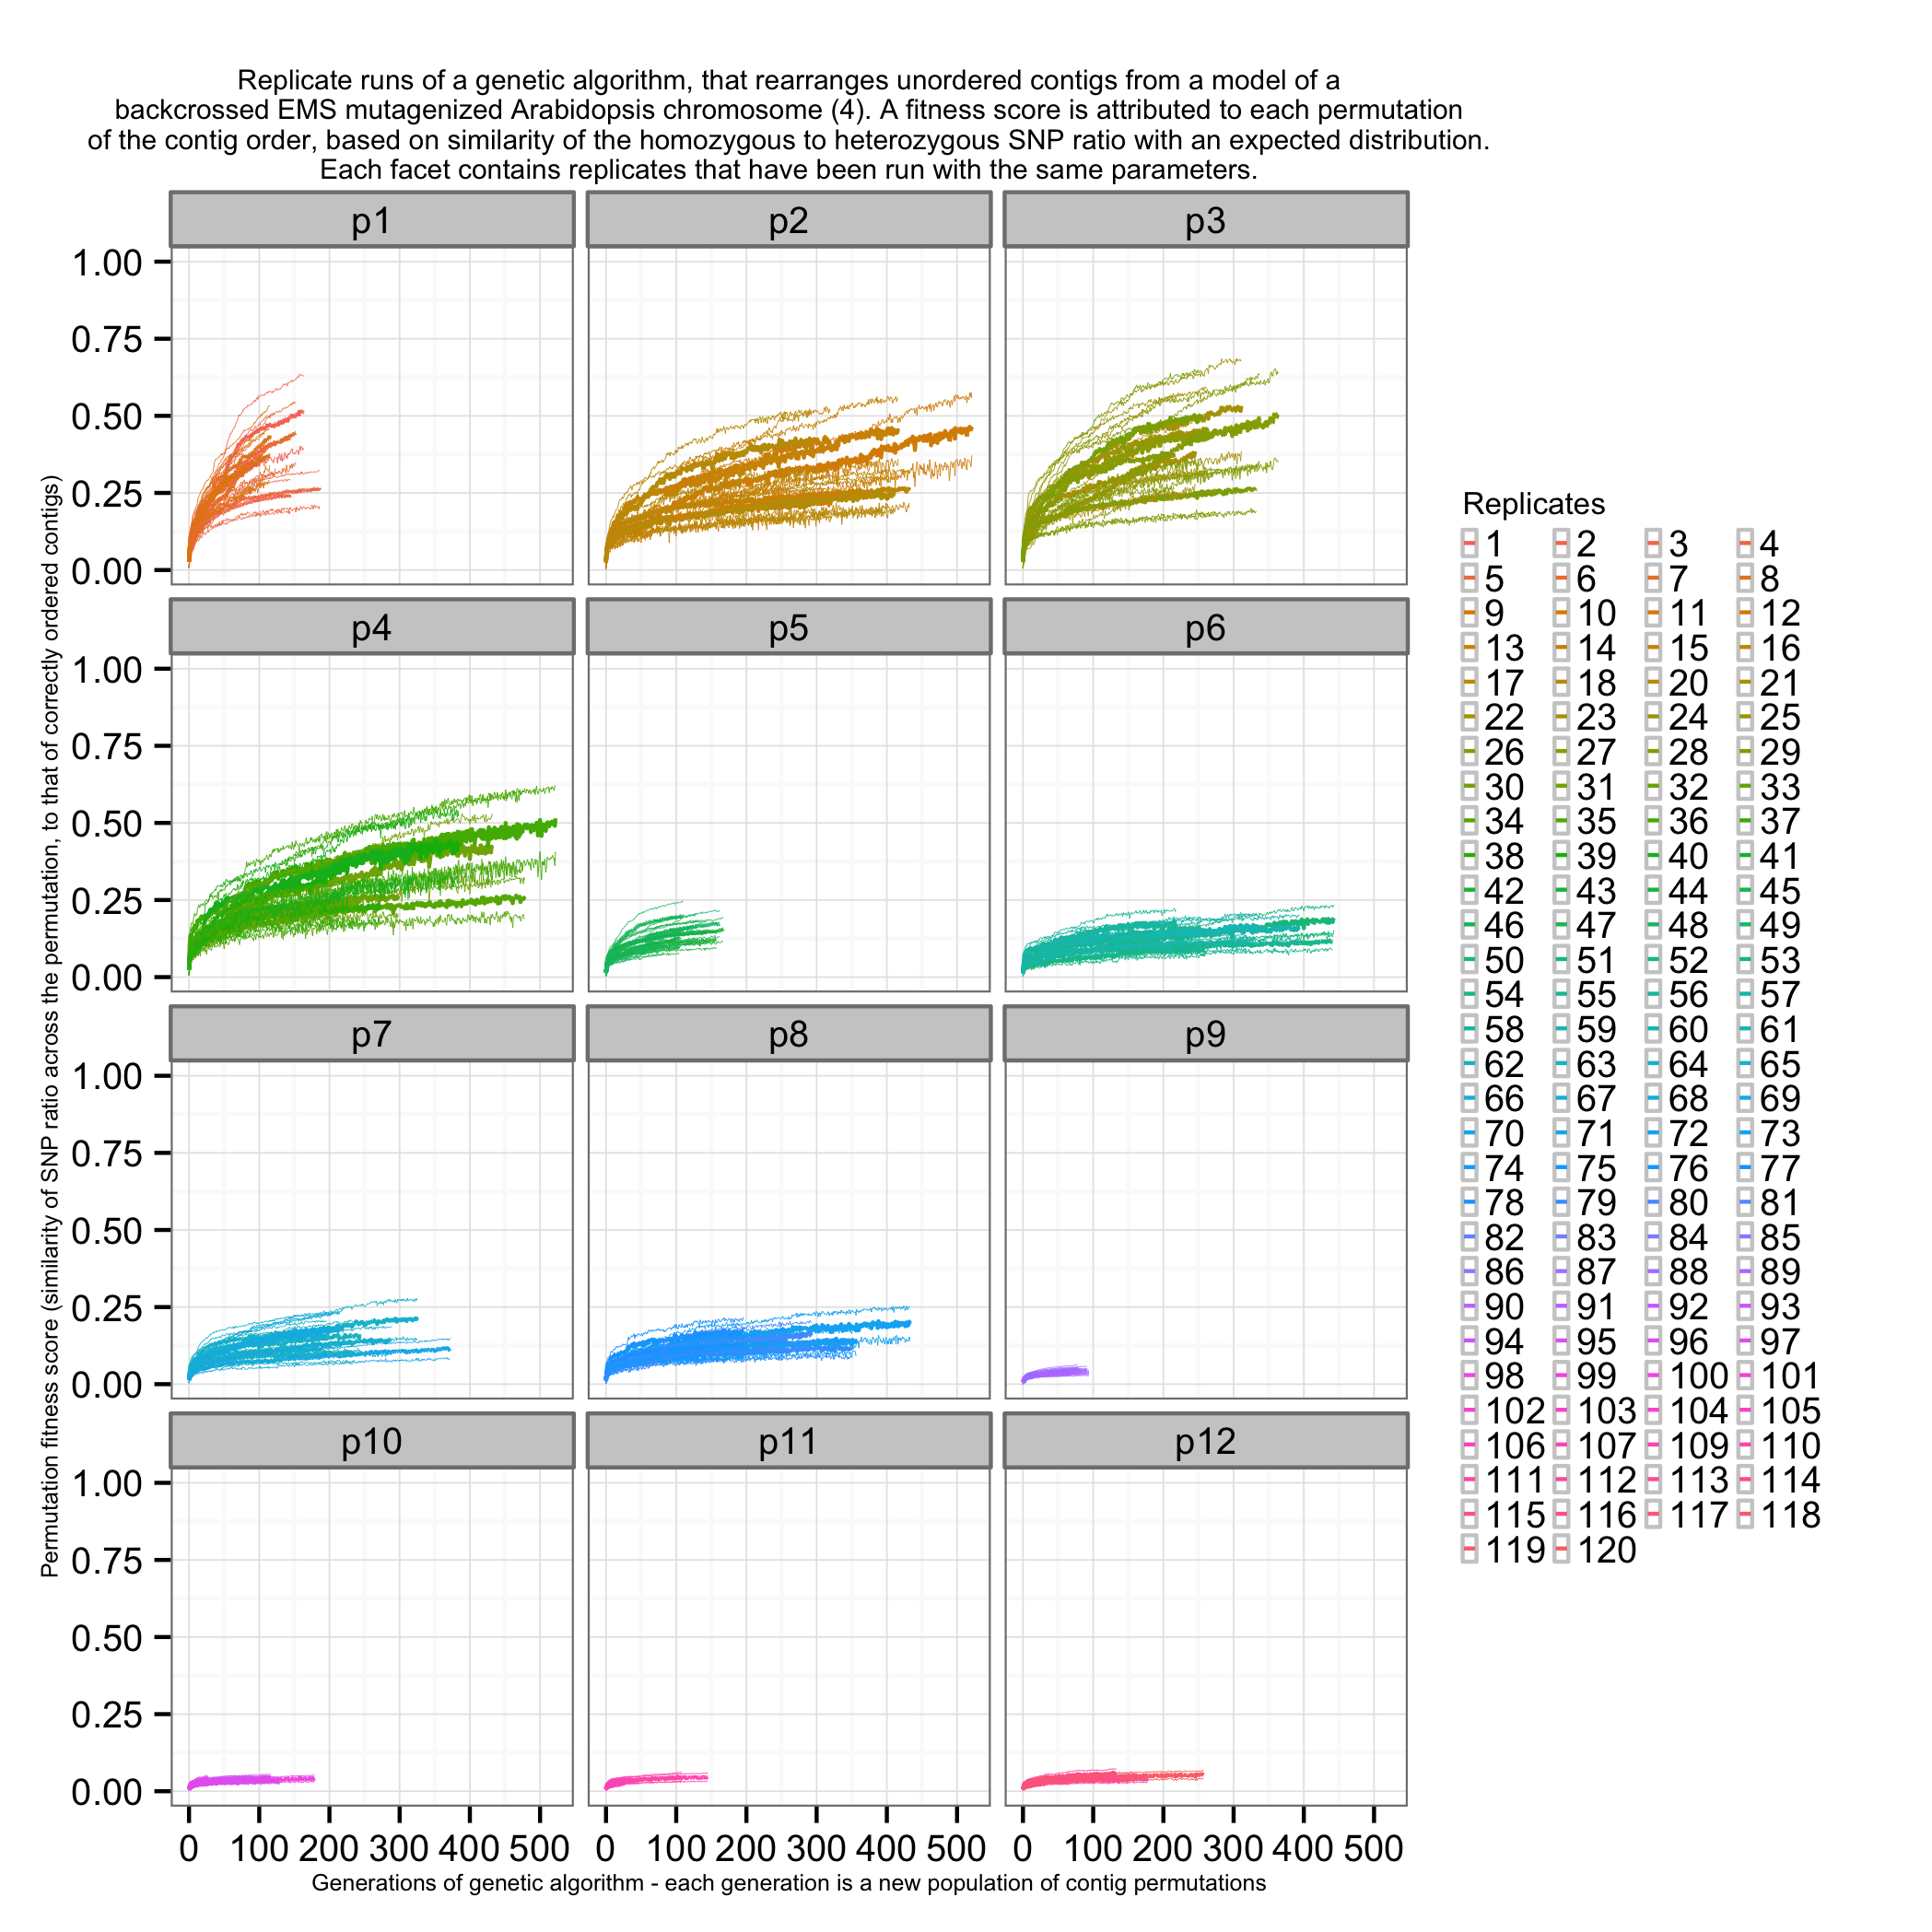 Replicate runs of a genetic algorithm, that rearranges unordered contigs from a model of a
backcrossed EMS mutagenized Arabidopsis chromosome (4). A fitness score is attributed to each permutation
of the contig order, based on similarity of the homozygous to heterozygous SNP ratio with an expected distribution.
Each facet contains replicates that have been run with the same parameters.
Permutation fitness score (similarity of SNP ratio across the permutation, to that of correctly ordered contigs)
p1 p2 p3
1.00
0.75
0.50
0.25
0.00
p4 p5 p6
1.00
0.75
0.50
0.25
0.00
p7 p8 p9
1.00
0.75
0.50
0.25
0.00
p10 p11 p12
1.00
0.75
0.50
0.25
0.00
0 100 200 300 400 500 0 100 200 300 400 500 0 100 200 300 400 500
Generations of genetic algorithm - each generation is a new population of contig permutations
Replicates
1 2 3 4
5 6 7 8
9 10 11 12
13 14 15 16
17 18 20 21
22 23 24 25
26 27 28 29
30 31 32 33
34 35 36 37
38 39 40 41
42 43 44 45
46 47 48 49
50 51 52 53
54 55 56 57
58 59 60 61
62 63 64 65
66 67 68 69
70 71 72 73
74 75 76 77
78 79 80 81
82 83 84 85
86 87 88 89
90 91 92 93
94 95 96 97
98 99 100 101
102 103 104 105
106 107 109 110
111 112 113 114
115 116 117 118
119 120